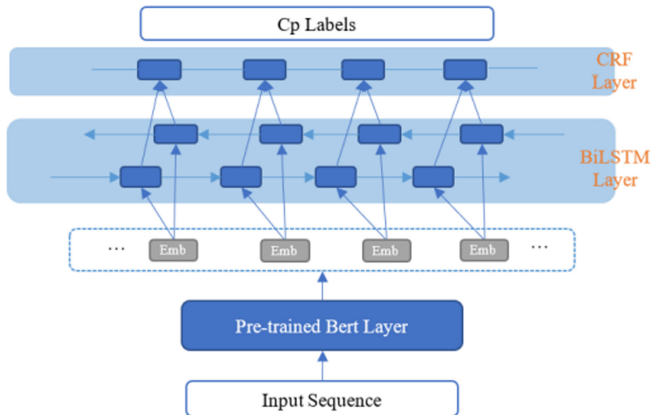 Cp Labels
CRF
Layer
BiLSTM
Layer
... Emb Emb Emb Emb ...
Pre-trained Bert Layer
Input Sequence